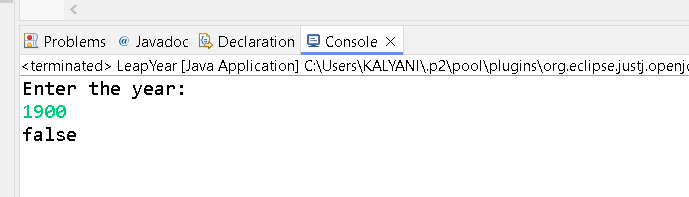 Problems @ Javadoc Declaration Console
<terminated> LeapYear [Java Application] C:\Users\KALYANI\.p2\pool\plugins\org.eclipse.justj.openj
Enter the year:
1900
false